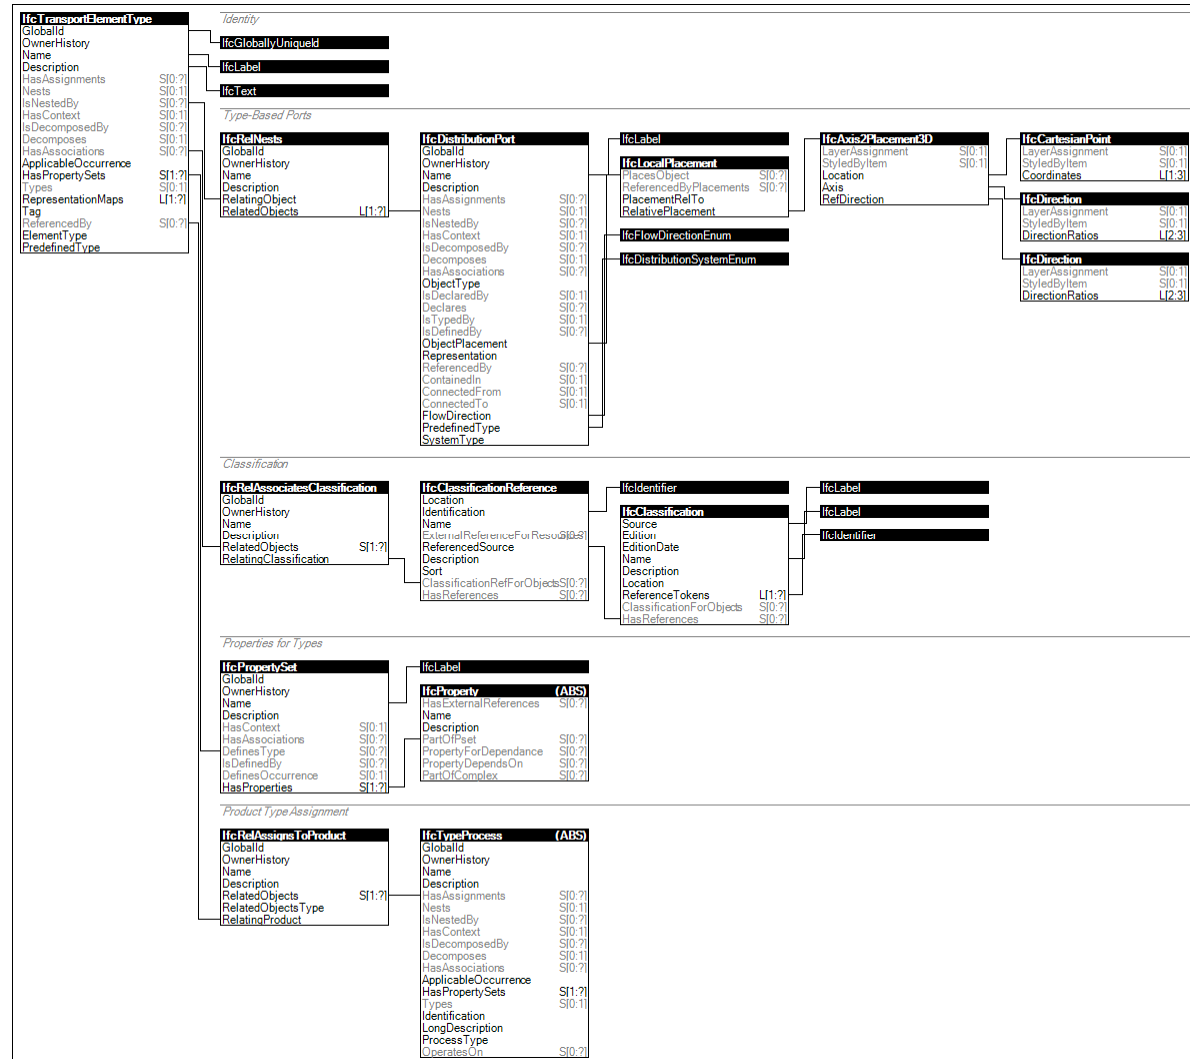 IfcTransportElementType
GlobalId
OwnerHistory
Name
Description
HasAssignments S[0:?]
Nests S[0:1]
IsNestedBy S[0:?]
HasContext S[0:1]
IsDecomposedBy S[0:?]
Decomposes S[0:1]
HasAssociations S[0:?]
ApplicableOccurrence
HasPropertySets S[1:?]
Types S[0:1]
RepresentationMaps L[1:?]
Tag
ReferencedBy S[0:?]
ElementType
PredefinedType
Identity
IfcGloballyUniqueId
IfcLabel
IfcText
Type-Based Ports
IfcRelNests
GlobalId
OwnerHistory
Name
Description
RelatingObject
RelatedObjects L[1:?]
IfcDistributionPort
GlobalId
OwnerHistory
Name
Description
HasAssignments S[0:?]
Nests S[0:1]
IsNestedBy S[0:?]
HasContext S[0:1]
IsDecomposedBy S[0:?]
Decomposes S[0:1]
HasAssociations S[0:?]
ObjectType
IsDeclaredBy S[0:1]
Declares S[0:?]
IsTypedBy S[0:1]
IsDefinedBy S[0:?]
ObjectPlacement
Representation
ReferencedBy S[0:?]
ContainedIn S[0:1]
ConnectedFrom S[0:1]
ConnectedTo S[0:1]
FlowDirection
PredefinedType
SystemType
IfcLabel
IfcLocalPlacement
PlacesObject S[0:?]
ReferencedByPlacements S[0:?]
PlacementRelTo
RelativePlacement
IfcFlowDirectionEnum
IfcDistributionSystemEnum
IfcAxis2Placement3D
LayerAssignment S[0:1]
StyledByItem S[0:1]
Location
Axis
RefDirection
IfcCartesianPoint
LayerAssignment S[0:1]
StyledByItem S[0:1]
Coordinates L[1:3]
IfcDirection
LayerAssignment S[0:1]
StyledByItem S[0:1]
DirectionRatios L[2:3]
IfcDirection
LayerAssignment S[0:1]
StyledByItem S[0:1]
DirectionRatios L[2:3]
Classification
IfcRelAssociatesClassification
GlobalId
OwnerHistory
Name
Description
RelatedObjects S[1:?]
RelatingClassification
IfcClassificationReference
Location
Identification
Name
ExternalReferenceForResources S[0:?]
ReferencedSource
Description
Sort
ClassificationRefForObjects S[0:?]
HasReferences S[0:?]
IfcIdentifier
IfcClassification
Source
Edition
EditionDate
Name
Description
Location
ReferenceTokens L[1:?]
ClassificationForObjects S[0:?]
HasReferences S[0:?]
IfcLabel
IfcLabel
IfcIdentifier
Properties for Types
IfcPropertySet
GlobalId
OwnerHistory
Name
Description
HasContext S[0:1]
HasAssociations S[0:?]
DefinesType S[0:?]
IsDefinedBy S[0:?]
DefinesOccurrence S[0:1]
HasProperties S[1:?]
IfcLabel
IfcProperty (ABS)
HasExternalReferences S[0:?]
Name
Description
PartOfPset S[0:?]
PropertyForDependance S[0:?]
PropertyDependsOn S[0:?]
PartOfComplex S[0:?]
Product Type Assignment
IfcRelAssignsToProduct
GlobalId
OwnerHistory
Name
Description
RelatedObjects S[1:?]
RelatedObjectsType
RelatingProduct
IfcTypeProcess (ABS)
GlobalId
OwnerHistory
Name
Description
HasAssignments S[0:?]
Nests S[0:1]
IsNestedBy S[0:?]
HasContext S[0:1]
IsDecomposedBy S[0:?]
Decomposes S[0:1]
HasAssociations S[0:?]
ApplicableOccurrence
HasPropertySets S[1:?]
Types S[0:1]
Identification
LongDescription
ProcessType
OperatesOn S[0:?]